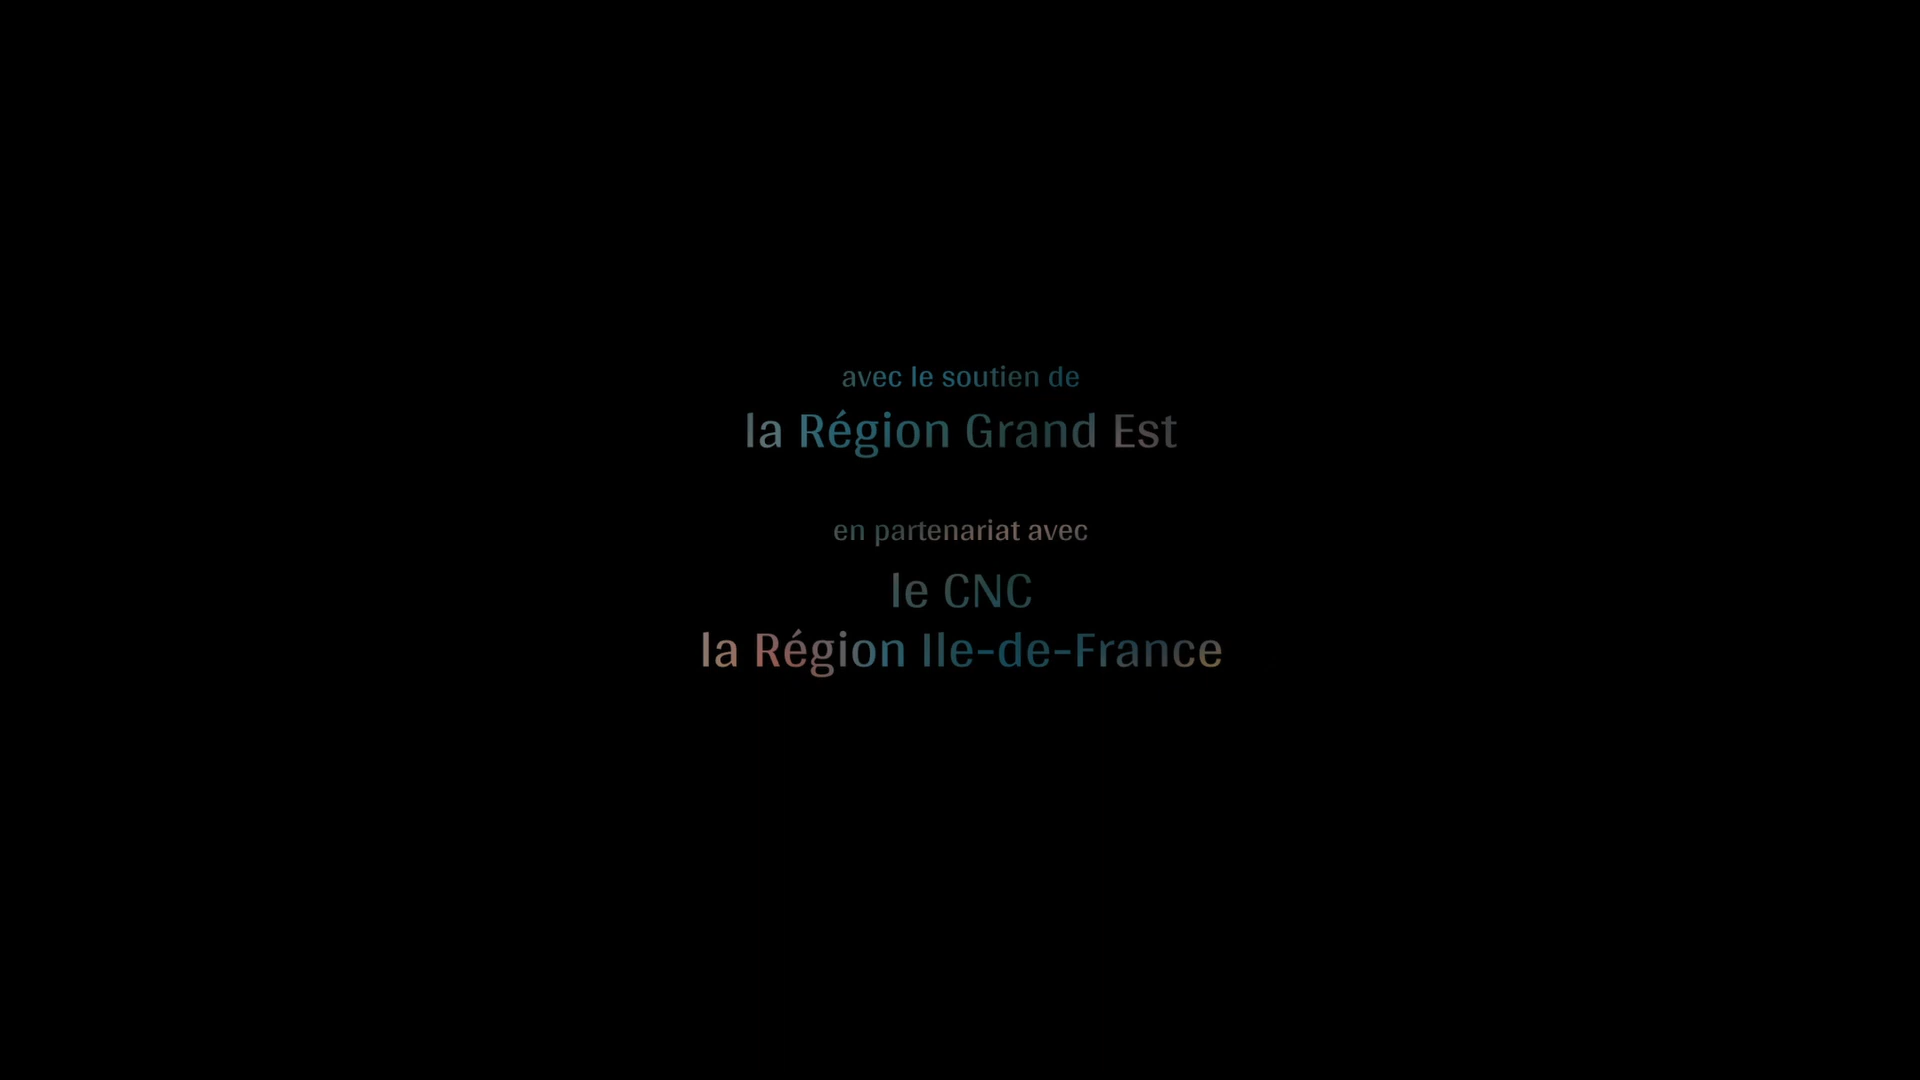 avec le soutien de
la Région Grand Est
en partenariat avec
le CNC
la Région Ile-de-France